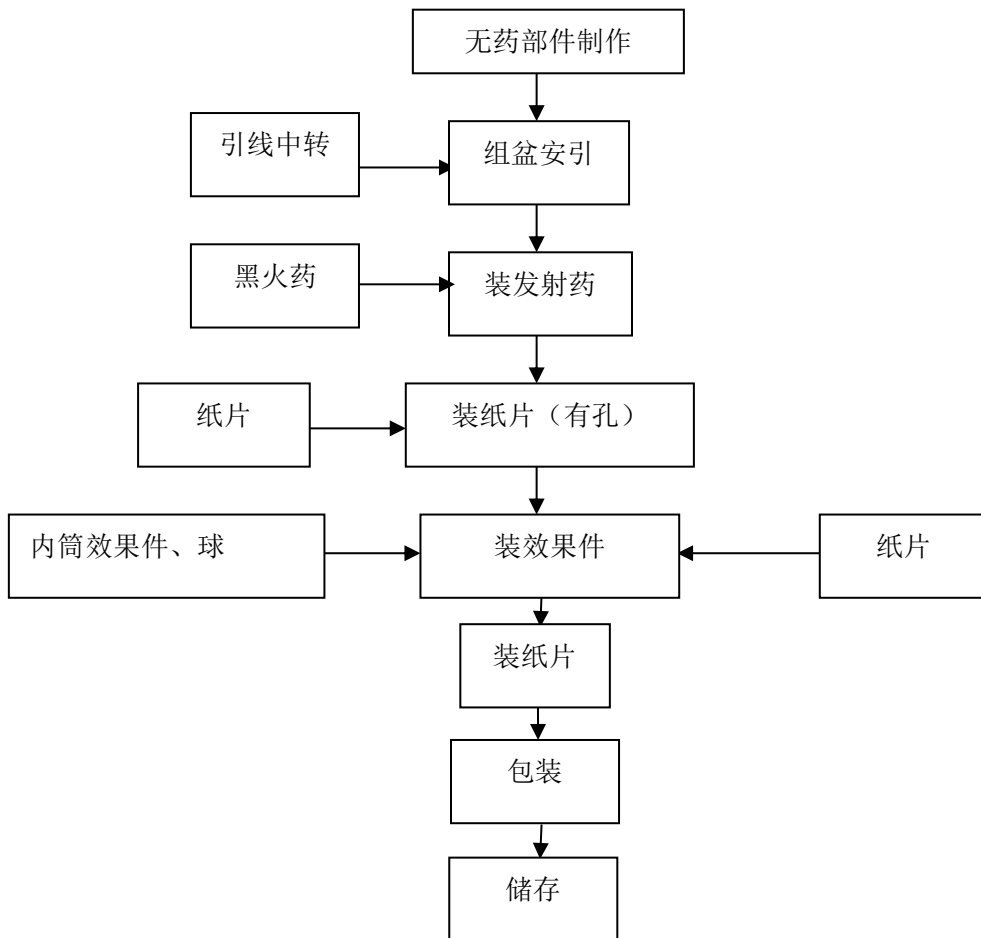 无药部件制作
引线中转
组盆安引
黑火药
装发射药
纸片
装纸片（有孔）
内筒效果件、球
装效果件
纸片
装纸片
包装
储存